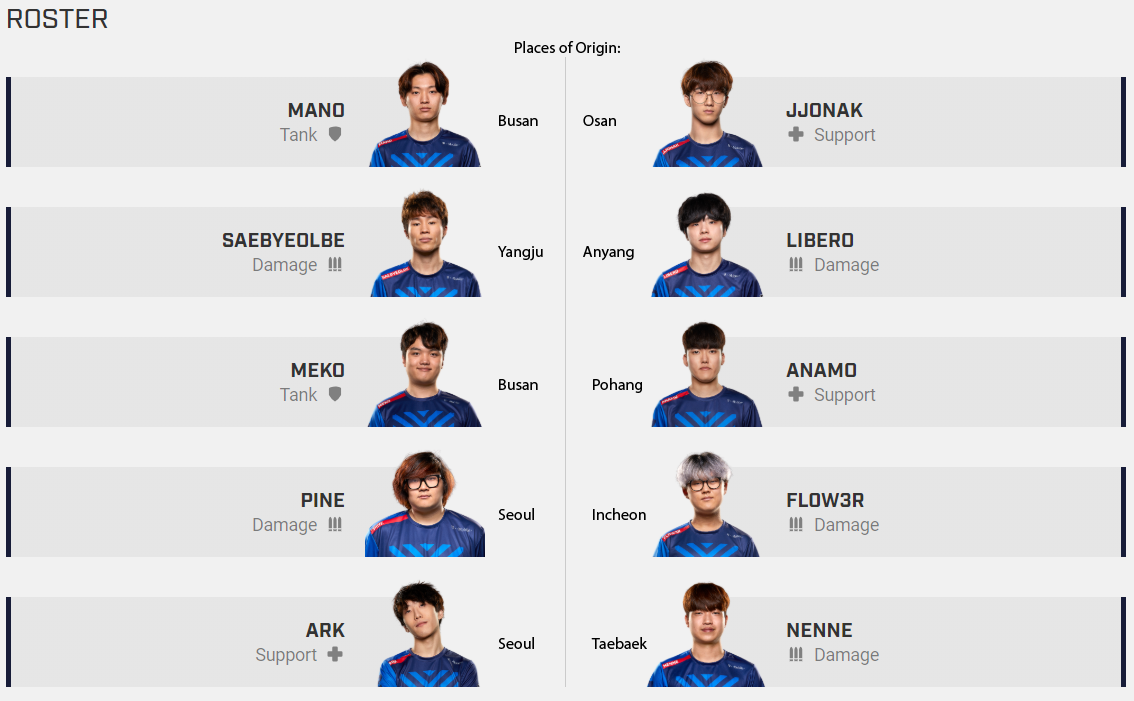 ROSTER
Places of Origin:
MANO
Tank
Busan
Osan
JJONAK
Support
SAEBYEOLBE
Damage
Yangju
Anyang
LIBERO
Damage
MEKO
Tank
Busan
Pohang
ANAMO
Support
PINE
Damage
Seoul
Incheon
FLOW3R
Damage
ARK
Support
Seoul
Taebaek
NENNE
Damage